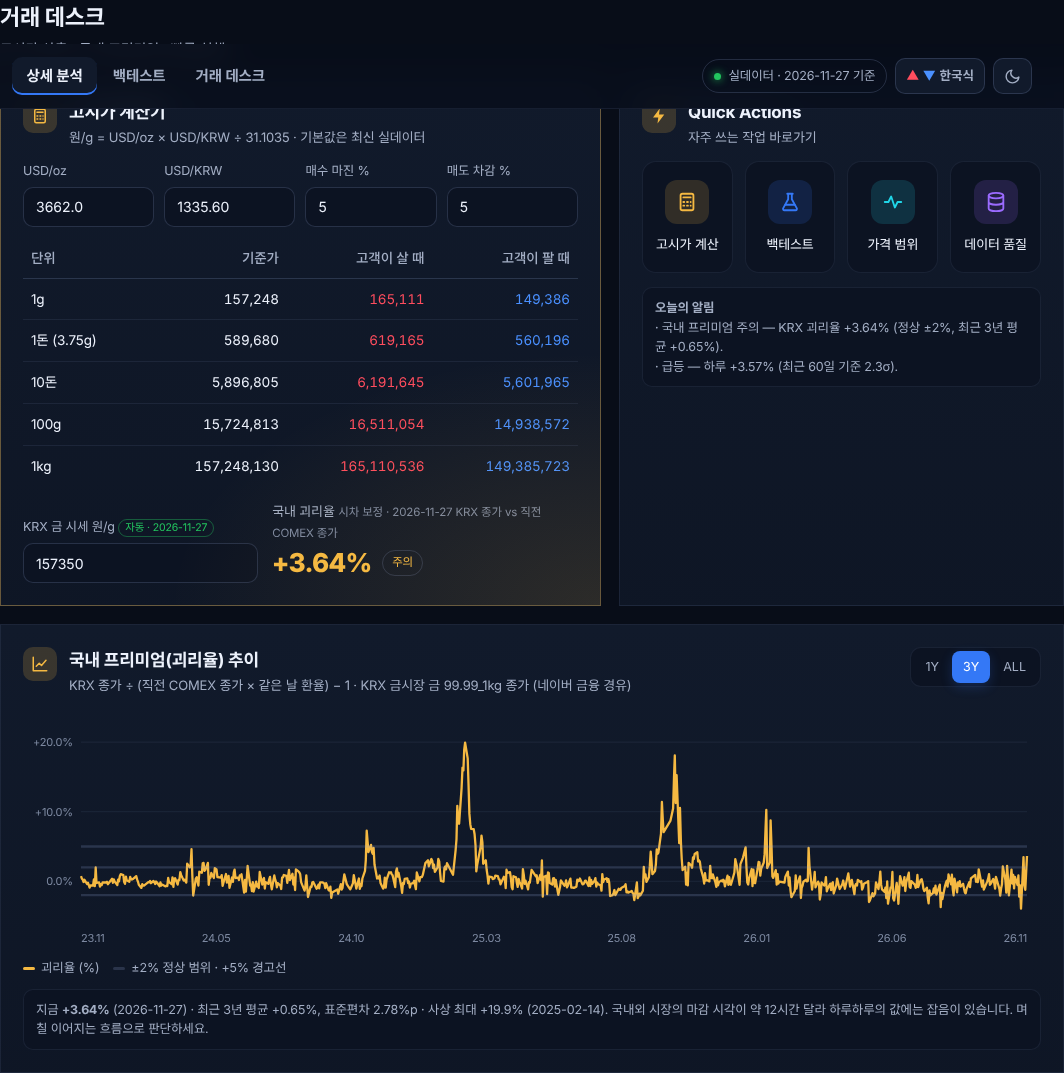 거래 데스크
상세 분석
백테스트
거래 데스크
실데이터 · 2026-11-27 기준
▲ ▼ 한국식
고시가 계산기
원/g = USD/oz × USD/KRW ÷ 31.1035 · 기본값은 최신 실데이터
USD/oz USD/KRW 매수 마진 % 매도 차감 %
3662.0 1335.60 5 5
단위 기준가 고객이 살 때 고객이 팔 때
1g 157,248 165,111 149,386
1돈 (3.75g) 589,680 619,165 560,196
10돈 5,896,805 6,191,645 5,601,965
100g 15,724,813 16,511,054 14,938,572
1kg 157,248,130 165,110,536 149,385,723
KRX 금 시세 원/g 자동 · 2026-11-27
157350
국내 괴리율 시차 보정 · 2026-11-27 KRX 종가 vs 직전
COMEX 종가
+3.64% 주의
Quick Actions
자주 쓰는 작업 바로가기
고시가 계산
백테스트
가격 범위
데이터 품질
오늘의 알림
· 국내 프리미엄 주의 — KRX 괴리율 +3.64% (정상 ±2%, 최근 3년 평
균 +0.65%).
· 급등 — 하루 +3.57% (최근 60일 기준 2.3σ).
국내 프리미엄(괴리율) 추이
KRX 종가 ÷ (직전 COMEX 종가 × 같은 날 환율) − 1 · KRX 금시장 금 99.99_1kg 종가 (네이버 금융 경유)
1Y 3Y ALL
+20.0%
+10.0%
0.0%
23.11 24.05 24.10 25.03 25.08 26.01 26.06 26.11
괴리율 (%) ±2% 정상 범위 · +5% 경고선
지금 +3.64% (2026-11-27) · 최근 3년 평균 +0.65%, 표준편차 2.78%p · 사상 최대 +19.9% (2025-02-14). 국내외 시장의 마감 시각이 약 12시간 달라 하루하루의 값에는 잡음이 있습니다. 며
칠 이어지는 흐름으로 판단하세요.